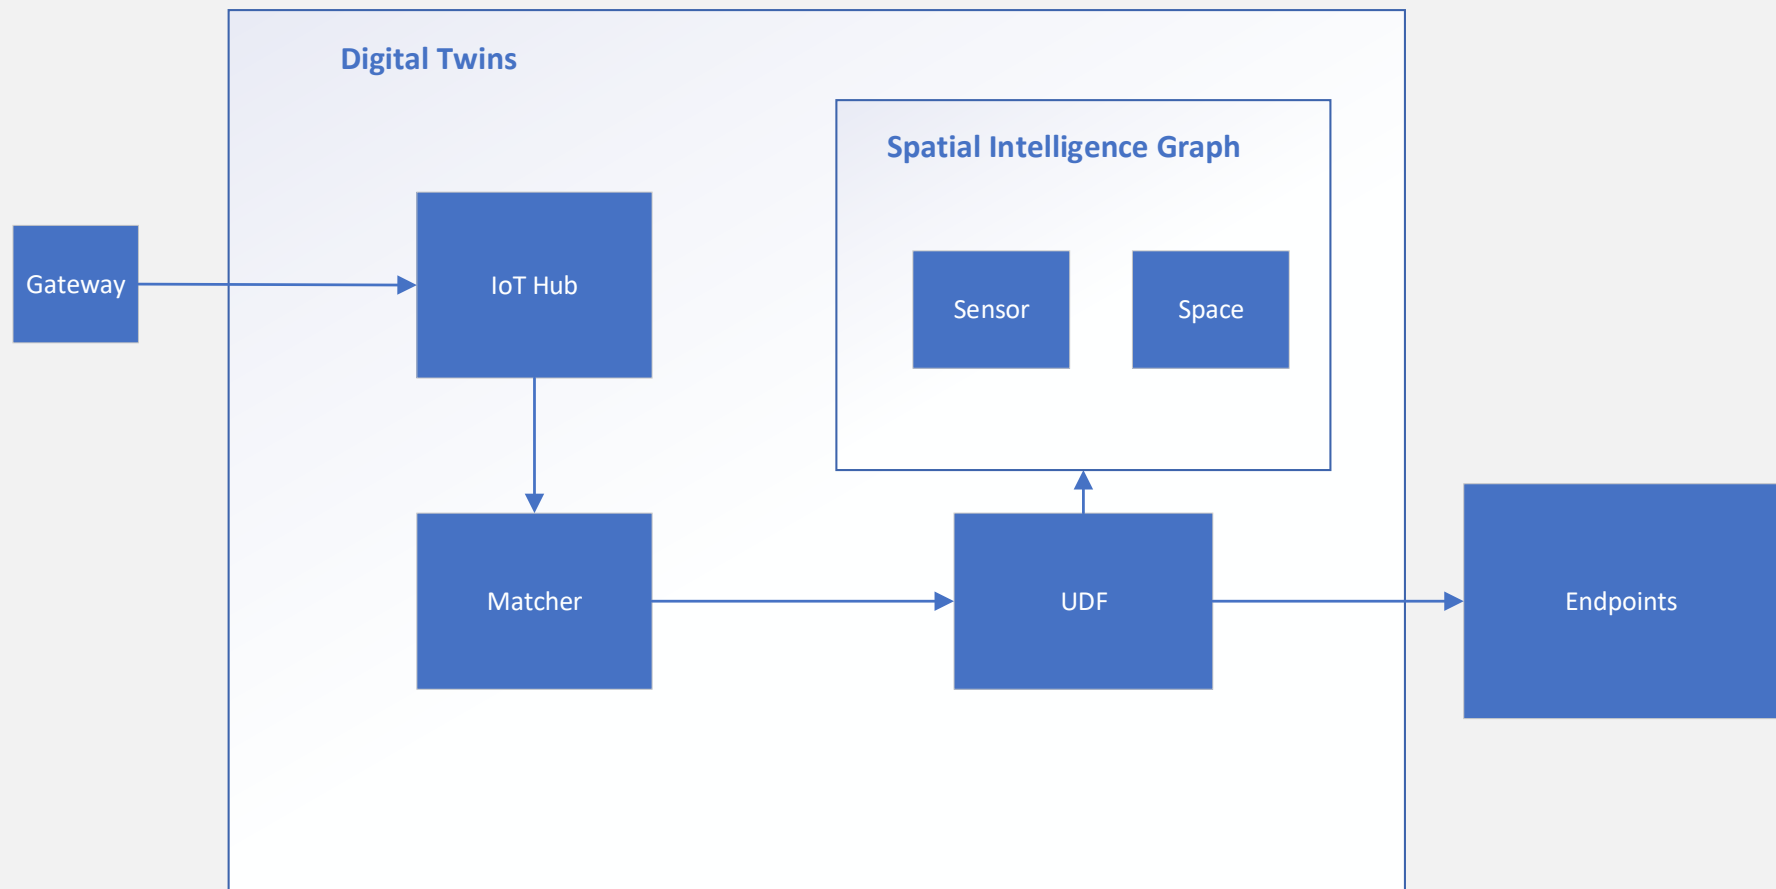 Digital Twins
Spatial Intelligence Graph
Gateway
IoT Hub
Sensor
Space
Matcher
UDF
Endpoints